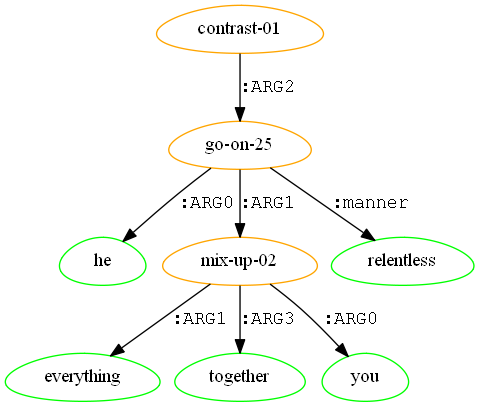 contrast-01
:ARG2
go-on-25
:ARG0 :ARG1 :manner
he mix-up-02 relentless
:ARG1 :ARG3 :ARG0
everything together you